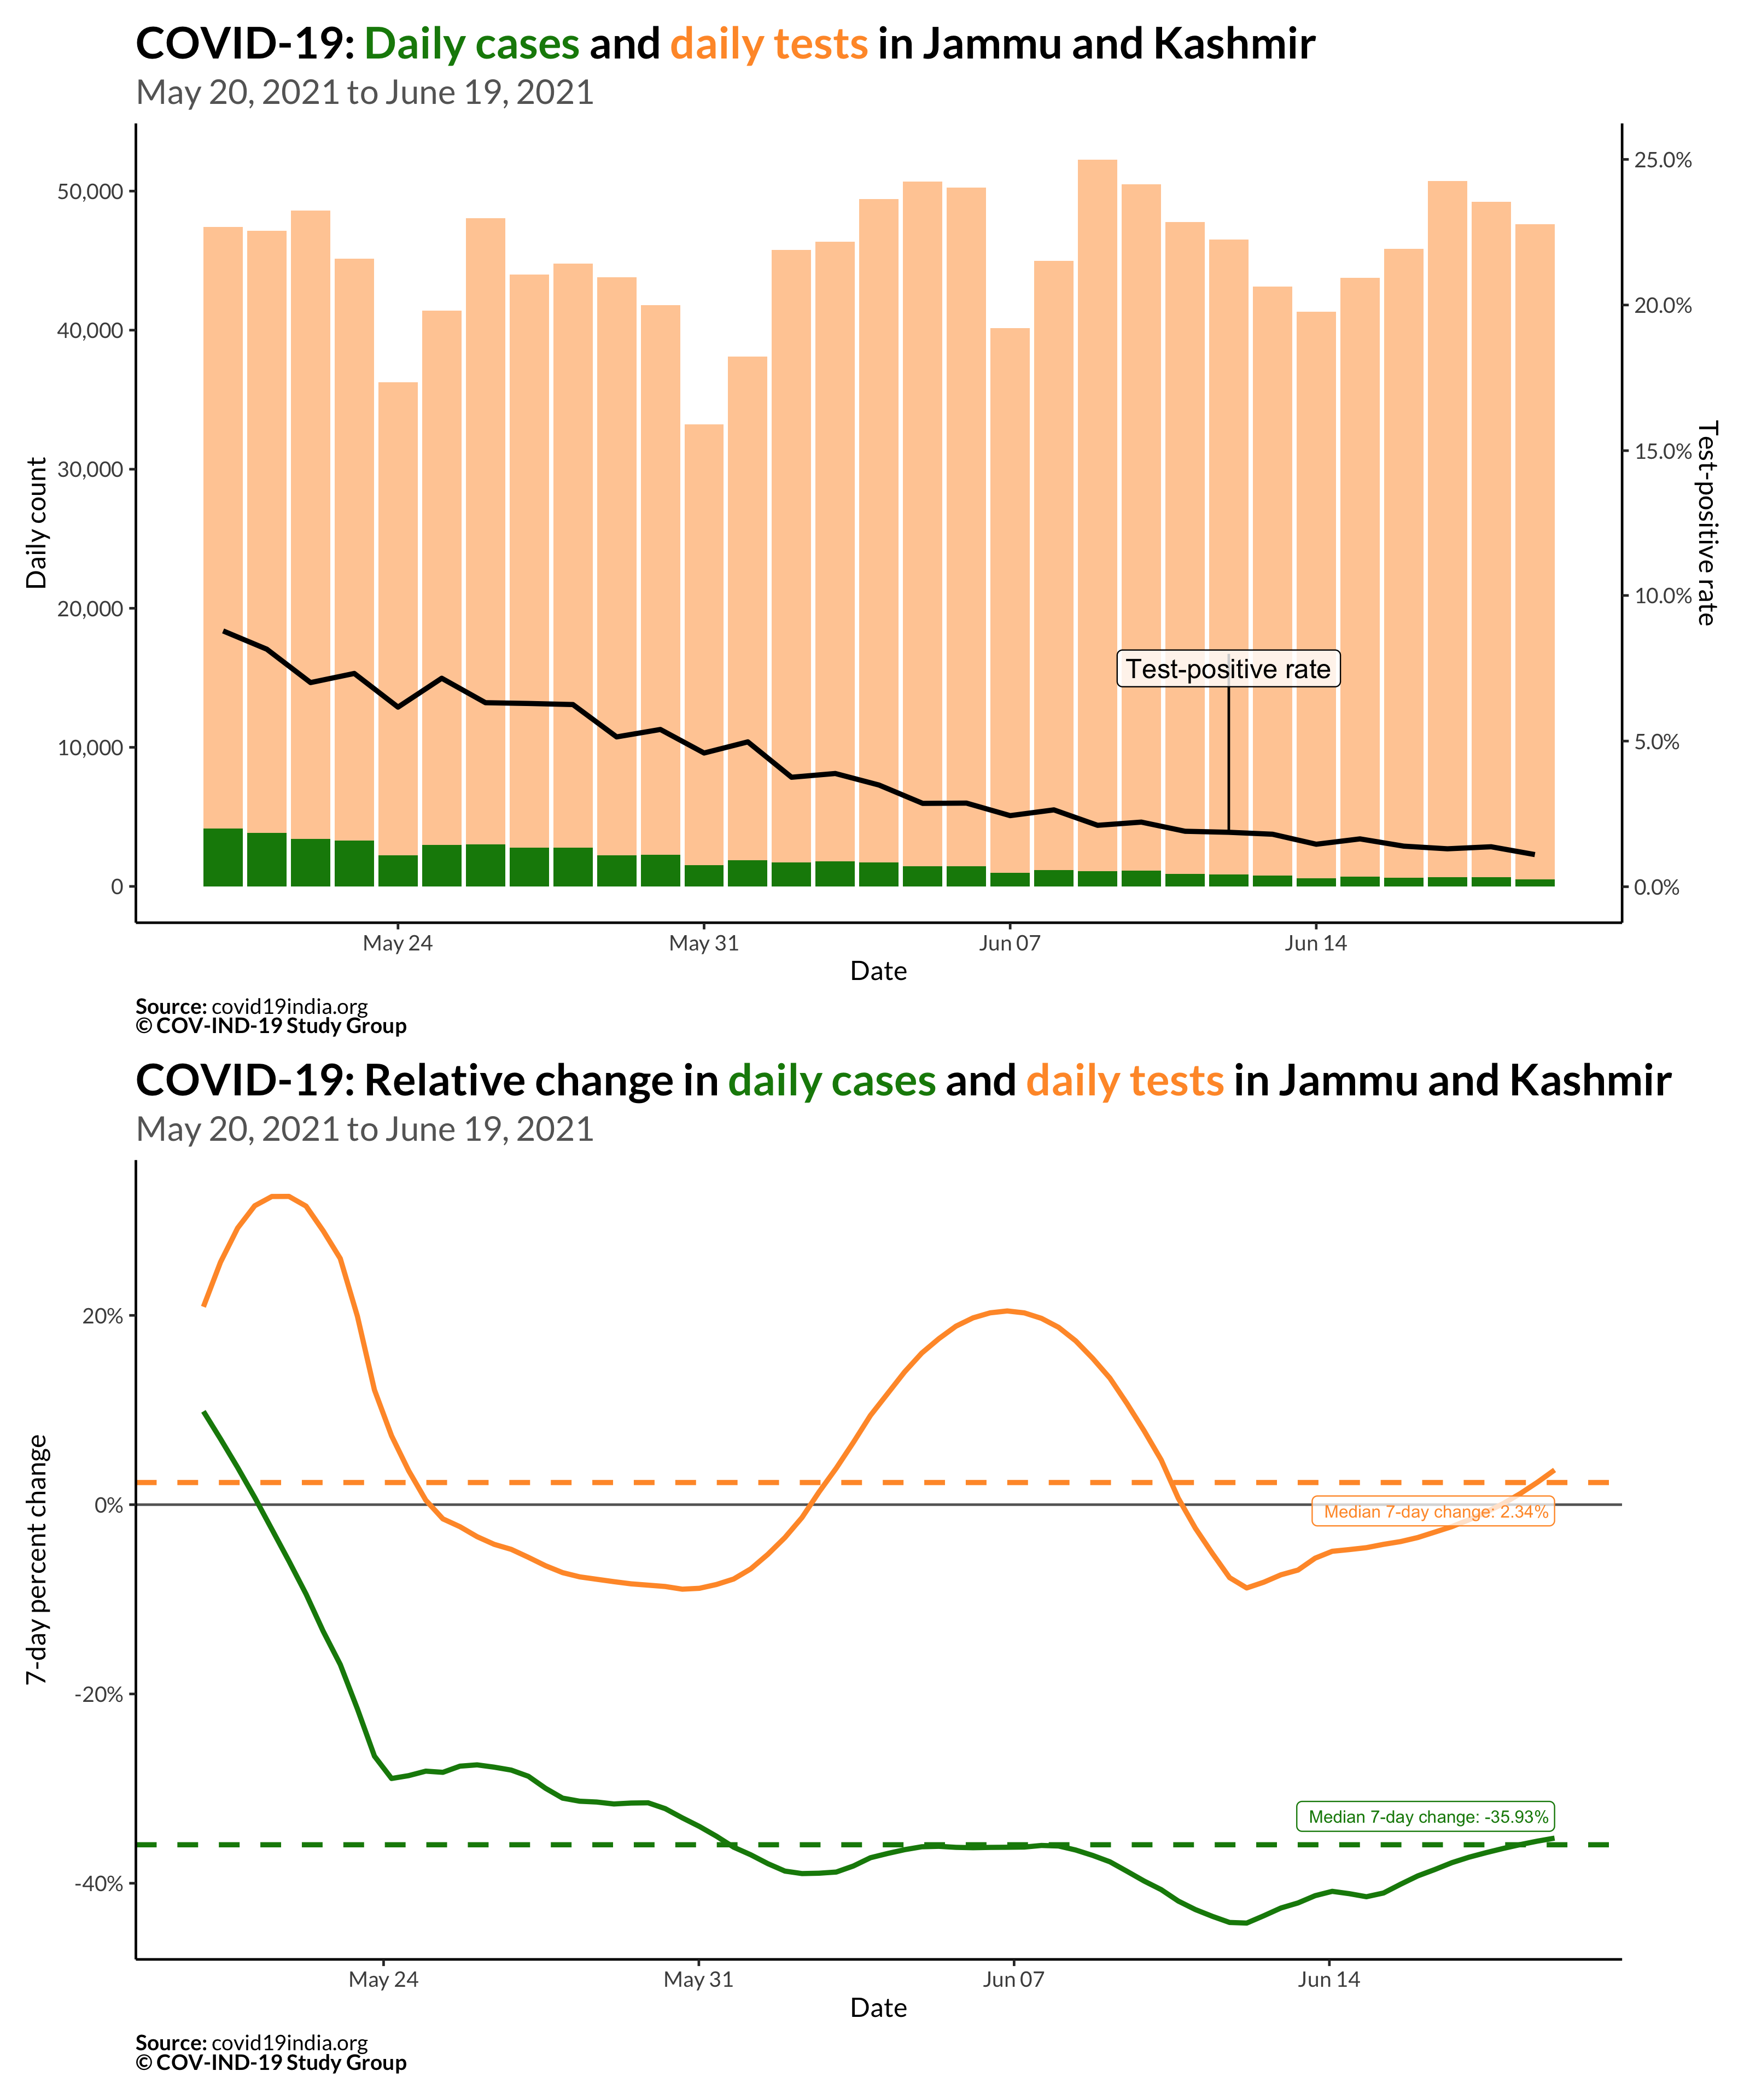 COVID-19: Daily cases and daily tests in Jammu and Kashmir
May 20, 2021 to June 19, 2021
Daily count
50,000
40,000
30,000
20,000
10,000
0
Test-positive rate
25.0%
20.0%
15.0%
10.0%
5.0%
0.0%
Test-positive rate
May 24
May 31
Jun 07
Jun 14
Date
Source: covid19india.org
© COV-IND-19 Study Group
COVID-19: Relative change in daily cases and daily tests in Jammu and Kashmir
May 20, 2021 to June 19, 2021
7-day percent change
20%
0%
-20%
-40%
Median 7-day change: 2.34%
Median 7-day change: -35.93%
May 24
May 31
Jun 07
Jun 14
Date
Source: covid19india.org
© COV-IND-19 Study Group